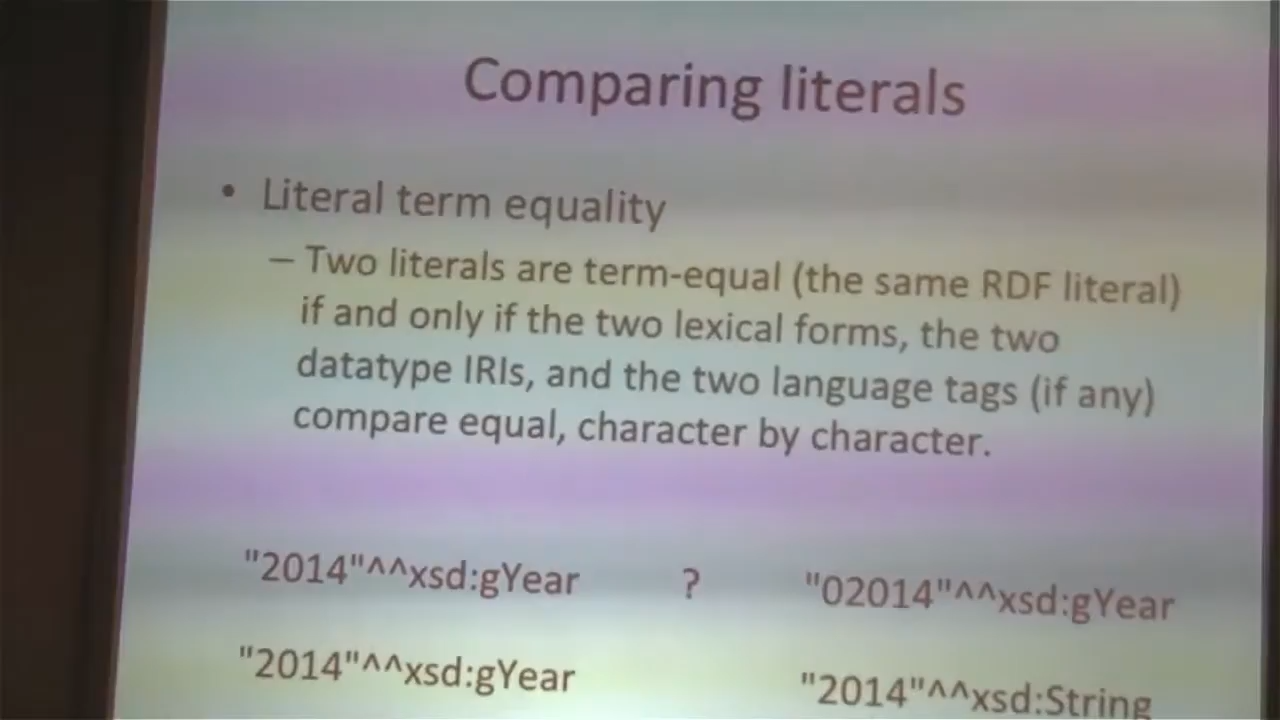 Comparing literals
• Literal term equality
– Two literals are term-equal (the same RDF literal)
if and only if the two lexical forms, the two
datatype IRIs, and the two language tags (if any)
compare equal, character by character.
"2014"^^xsd:gYear ? "02014"^^xsd:gYear
"2014"^^xsd:gYear "2014"^^xsd:String